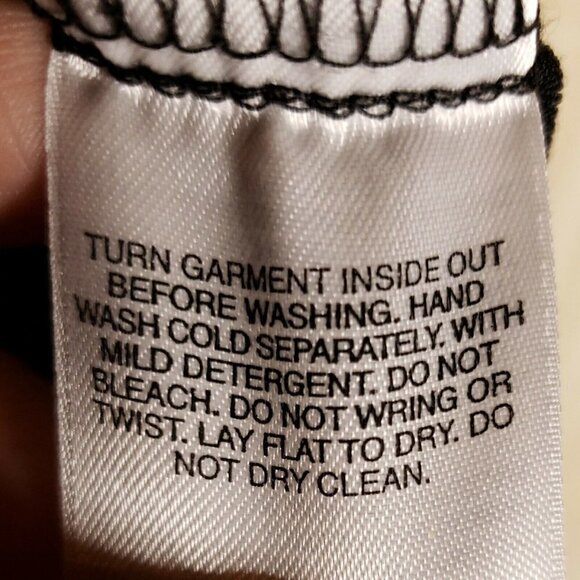 TURN GARMENT INSIDE OUT
BEFORE WASHING. HAND
WASH COLD SEPARATELY. WITH
MILD DETERGENT. DO NOT
BLEACH. DO NOT WRING OR
TWIST. LAY FLAT TO DRY. DO
NOT DRY CLEAN.